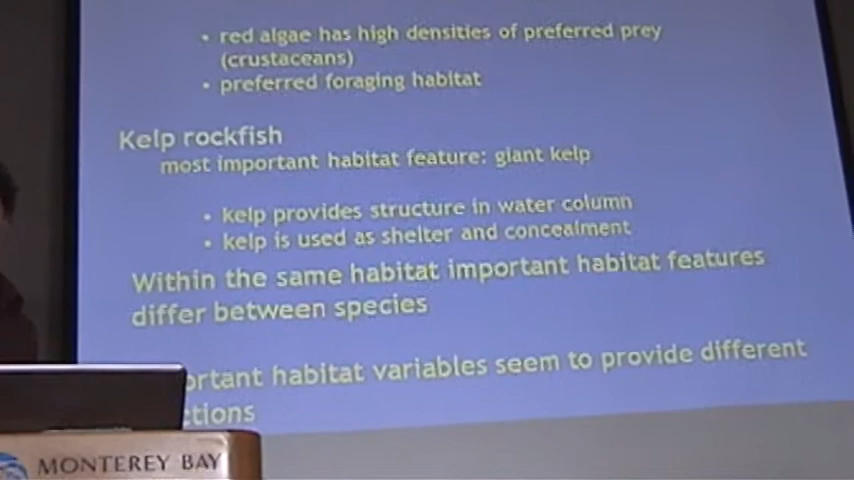 • red algae has high densities of preferred prey
(crustaceans)
• preferred foraging habitat
Kelp rockfish
most important habitat feature: giant kelp
• kelp provides structure in water column
• kelp is used as shelter and concealment
Within the same habitat important habitat features
differ between species
ortant habitat variables seem to provide different
ctions
MONTEREY BAY